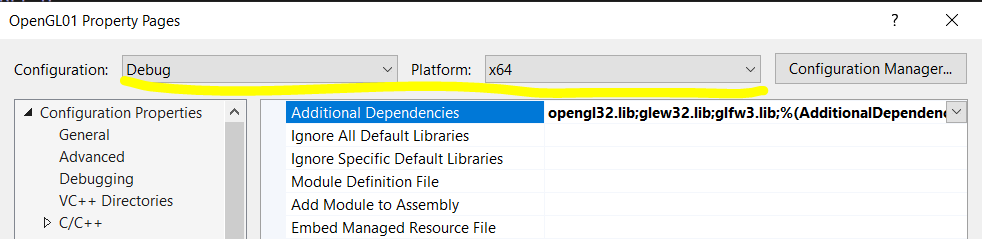 OpenGL01 Property Pages ? ×
Configuration: Debug Platform: x64 Configuration Manager...
Configuration Properties
General
Advanced
Debugging
VC++ Directories
C/C++
Additional Dependencies opengl32.lib;glew32.lib;glfw3.lib;%(AdditionalDependenc
Ignore All Default Libraries
Ignore Specific Default Libraries
Module Definition File
Add Module to Assembly
Embed Managed Resource File